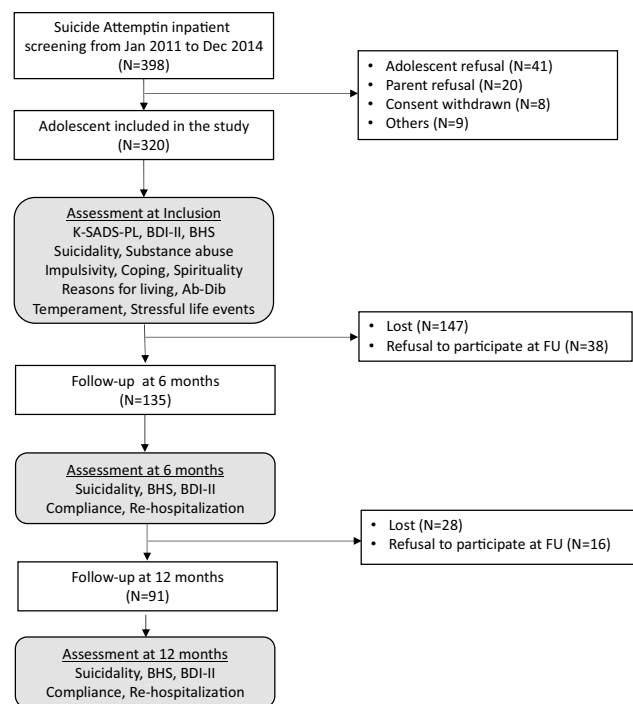 Suicide Attemptin inpatient
screening from Jan 2011 to Dec 2014
(N=398)
• Adolescent refusal (N=41)
• Parent refusal (N=20)
• Consent withdrawn (N=8)
• Others (N=9)
Adolescent included in the study
(N=320)
Assessment at Inclusion
K-SADS-PL, BDI-II, BHS
Suicidality, Substance abuse
Impulsivity, Coping, Spirituality
Reasons for living, Ab-Dib
Temperament, Stressful life events
• Lost (N=147)
• Refusal to participate at FU (N=38)
Follow-up at 6 months
(N=135)
Assessment at 6 months
Suicidality, BHS, BDI-II
Compliance, Re-hospitalization
• Lost (N=28)
• Refusal to participate at FU (N=16)
Follow-up at 12 months
(N=91)
Assessment at 12 months
Suicidality, BHS, BDI-II
Compliance, Re-hospitalization